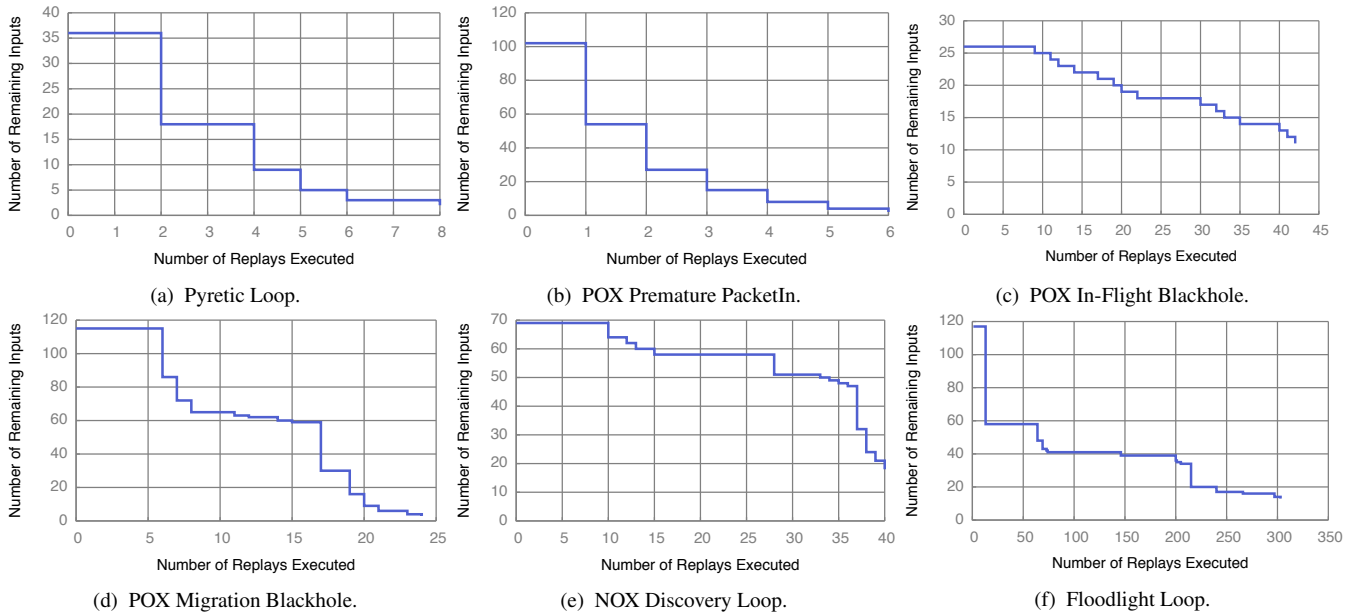 Number of Remaining Inputs
40
35
30
25
20
15
10
5
0
0 1 2 3 4 5 6 7 8
Number of Replays Executed
(a) Pyretic Loop.
Number of Remaining Inputs
120
100
80
60
40
20
0
0 1 2 3 4 5 6
Number of Replays Executed
(b) POX Premature PacketIn.
Number of Remaining Inputs
30
25
20
15
10
5
0
0 5 10 15 20 25 30 35 40 45
Number of Replays Executed
(c) POX In-Flight Blackhole.
Number of Remaining Inputs
120
100
80
60
40
20
0
0 5 10 15 20 25
Number of Replays Executed
(d) POX Migration Blackhole.
Number of Remaining Inputs
70
60
50
40
30
20
10
0
0 5 10 15 20 25 30 35 40
Number of Replays Executed
(e) NOX Discovery Loop.
Number of Remaining Inputs
120
100
80
60
40
20
0
0 50 100 150 200 250 300 350
Number of Replays Executed
(f) Floodlight Loop.